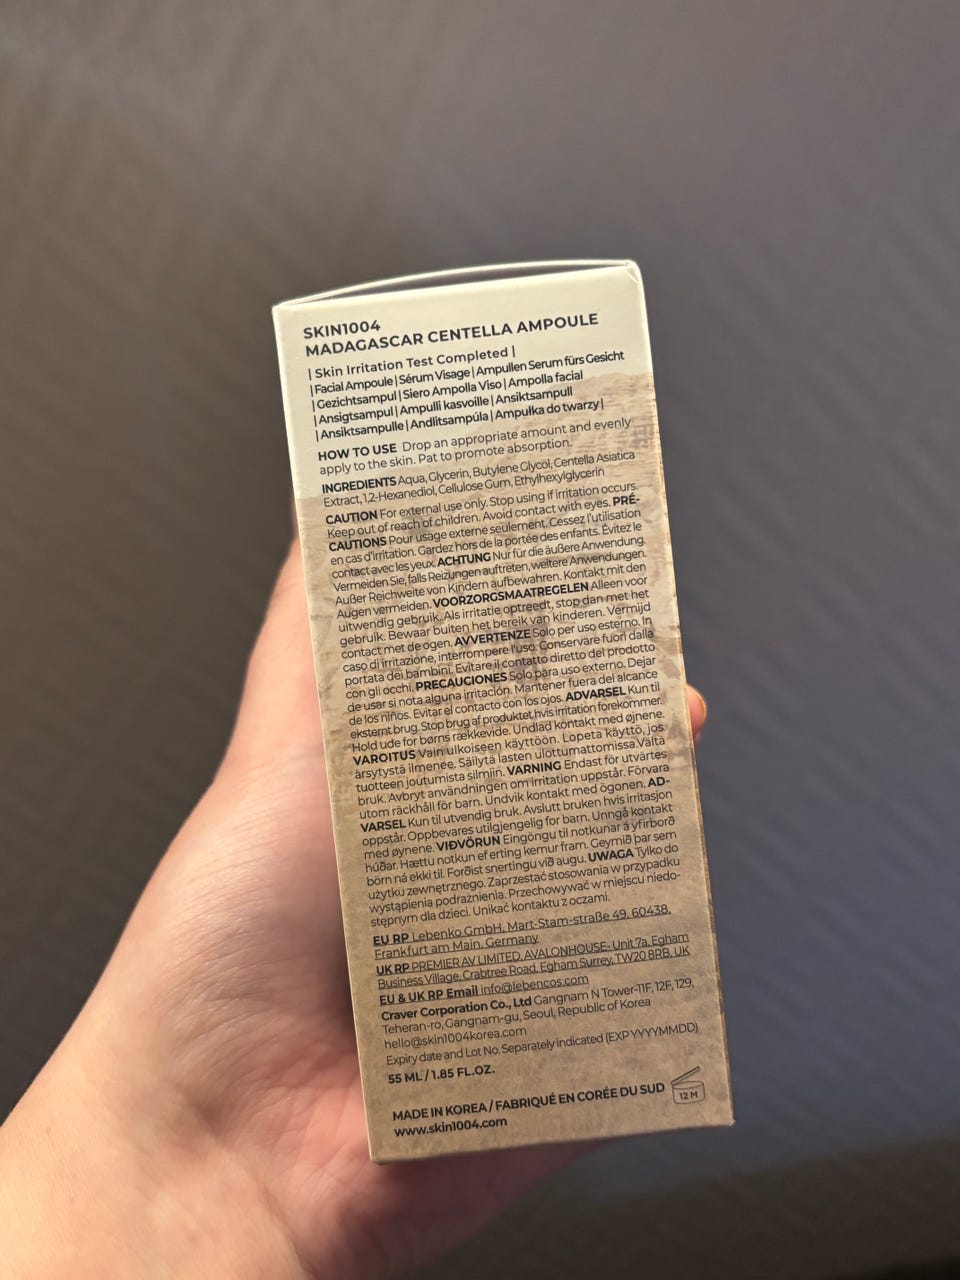 SKIN1004
MADAGASCAR CENTELLA AMPOULE
| Skin Irritation Test Completed |
| Facial Ampoule | Sérum Visage | Ampullen Serum fürs Gesicht
| Gezichtsampul | Siero Ampolla Viso | Ampolla facial
| Ansigtsampul | Ampulli kasvoille | Ansiktsampull
| Ansiktsampulle | Andlitsampúla | Ampułka do twarzy |
HOW TO USE Drop an appropriate amount and evenly
apply to the skin. Pat to promote absorption.
INGREDIENTS Aqua, Glycerin, Butylene Glycol, Centella Asiatica
Extract, 1,2-Hexanediol, Cellulose Gum, Ethylhexylglycerin
CAUTION For external use only. Stop using if irritation occurs.
Keep out of reach of children. Avoid contact with eyes. PRÉ-
CAUTIONS Pour usage externe seulement. Cessez l'utilisation
en cas d'irritation. Gardez hors de la portée des enfants. Évitez le
contact avec les yeux. ACHTUNG Nur für die äußere Anwendung.
Vermeiden Sie, falls Reizungen auftreten, weitere Anwendungen.
Außer Reichweite von Kindern aufbewahren. Kontakt mit den
Augen vermeiden. VOORZORGSMAATREGELEN Alleen voor
uitwendig gebruik. Als irritatie optreedt, stop dan met het
gebruik. Bewaar buiten het bereik van kinderen. Vermijd
contact met de ogen. AVVERTENZE Solo per uso esterno. In
caso di irritazione, interrompere l'uso. Conservare fuori dalla
portata dei bambini. Evitare il contatto diretto del prodotto
con gli occhi. PRECAUCIONES Solo para uso externo. Dejar
de usar si nota alguna irritación. Mantener fuera del alcance
de los niños. Evitar el contacto con los ojos. ADVARSEL Kun til
eksternt brug. Stop brug af produktet hvis irritation forekommer.
Hold ude for børns rækkevide. Undlad kontakt med øjnene.
VAROITUS Vain ulkoiseen käyttöön. Lopeta käyttö, jos
ärsytystä ilmenee. Säilytä lasten ulottumattomissa. Vältä
tuotteen joutumista silmiin. VARNING Endast för utvärtes
bruk. Avbryt användningen om irritation uppstår. Förvara
utom räckhåll för barn. Undvik kontakt med ögonen. AD-
VARSEL Kun til utvendig bruk. Avslutt bruken hvis irritasjon
oppstår. Oppbevares utilgjengelig for barn. Unngå kontakt
med øynene. VIÐVÖRUN Eingöngu til notkunar á yfirborð
húðar. Hættu notkun ef erting kemur fram. Geymið þar sem
börn ná ekki til. Forðist snertingu við augu. UWAGA Tylko do
użytku zewnętrznego. Zaprzestać stosowania w przypadku
wystąpienia podrażnienia. Przechowywać w miejscu niedo-
stępnym dla dzieci. Unikać kontaktu z oczami.
EU RP Lebenko GmbH, Mart-Stam-straße 49, 60438,
Frankfurt am Main, Germany
UK RP PREMIER AV LIMITED, AVALONHOUSE- Unit 7a, Egham
Business Village, Crabtree Road, Egham Surrey, TW20 8RB, UK
EU & UK RP Email info@lebencos.com
Craver Corporation Co., Ltd Gangnam N Tower-11F, 12F, 129,
Teheran-ro, Gangnam-gu, Seoul, Republic of Korea
hello@skin1004korea.com
Expiry date and Lot No. Separately indicated (EXP YYYYMMDD)
55 ML / 1.85 FL.OZ.
MADE IN KOREA / FABRIQUÉ EN CORÉE DU SUD
12 M
www.skin1004.com